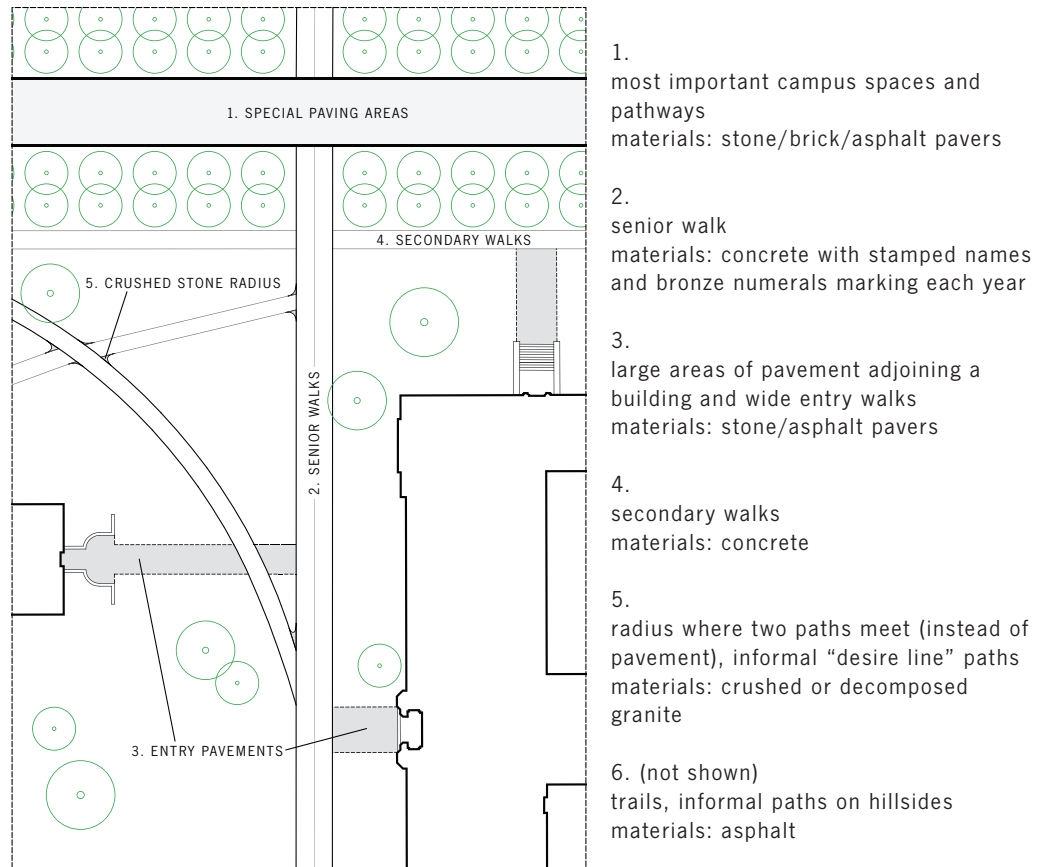 1. SPECIAL PAVING AREAS
4. SECONDARY WALKS
5. CRUSHED STONE RADIUS
2. SENIOR WALKS
3. ENTRY PAVEMENTS
1.
most important campus spaces and
pathways
materials: stone/brick/asphalt pavers
2.
senior walk
materials: concrete with stamped names
and bronze numerals marking each year
3.
large areas of pavement adjoining a
building and wide entry walks
materials: stone/asphalt pavers
4.
secondary walks
materials: concrete
5.
radius where two paths meet (instead of
pavement), informal “desire line” paths
materials: crushed or decomposed
granite
6. (not shown)
trails, informal paths on hillsides
materials: asphalt